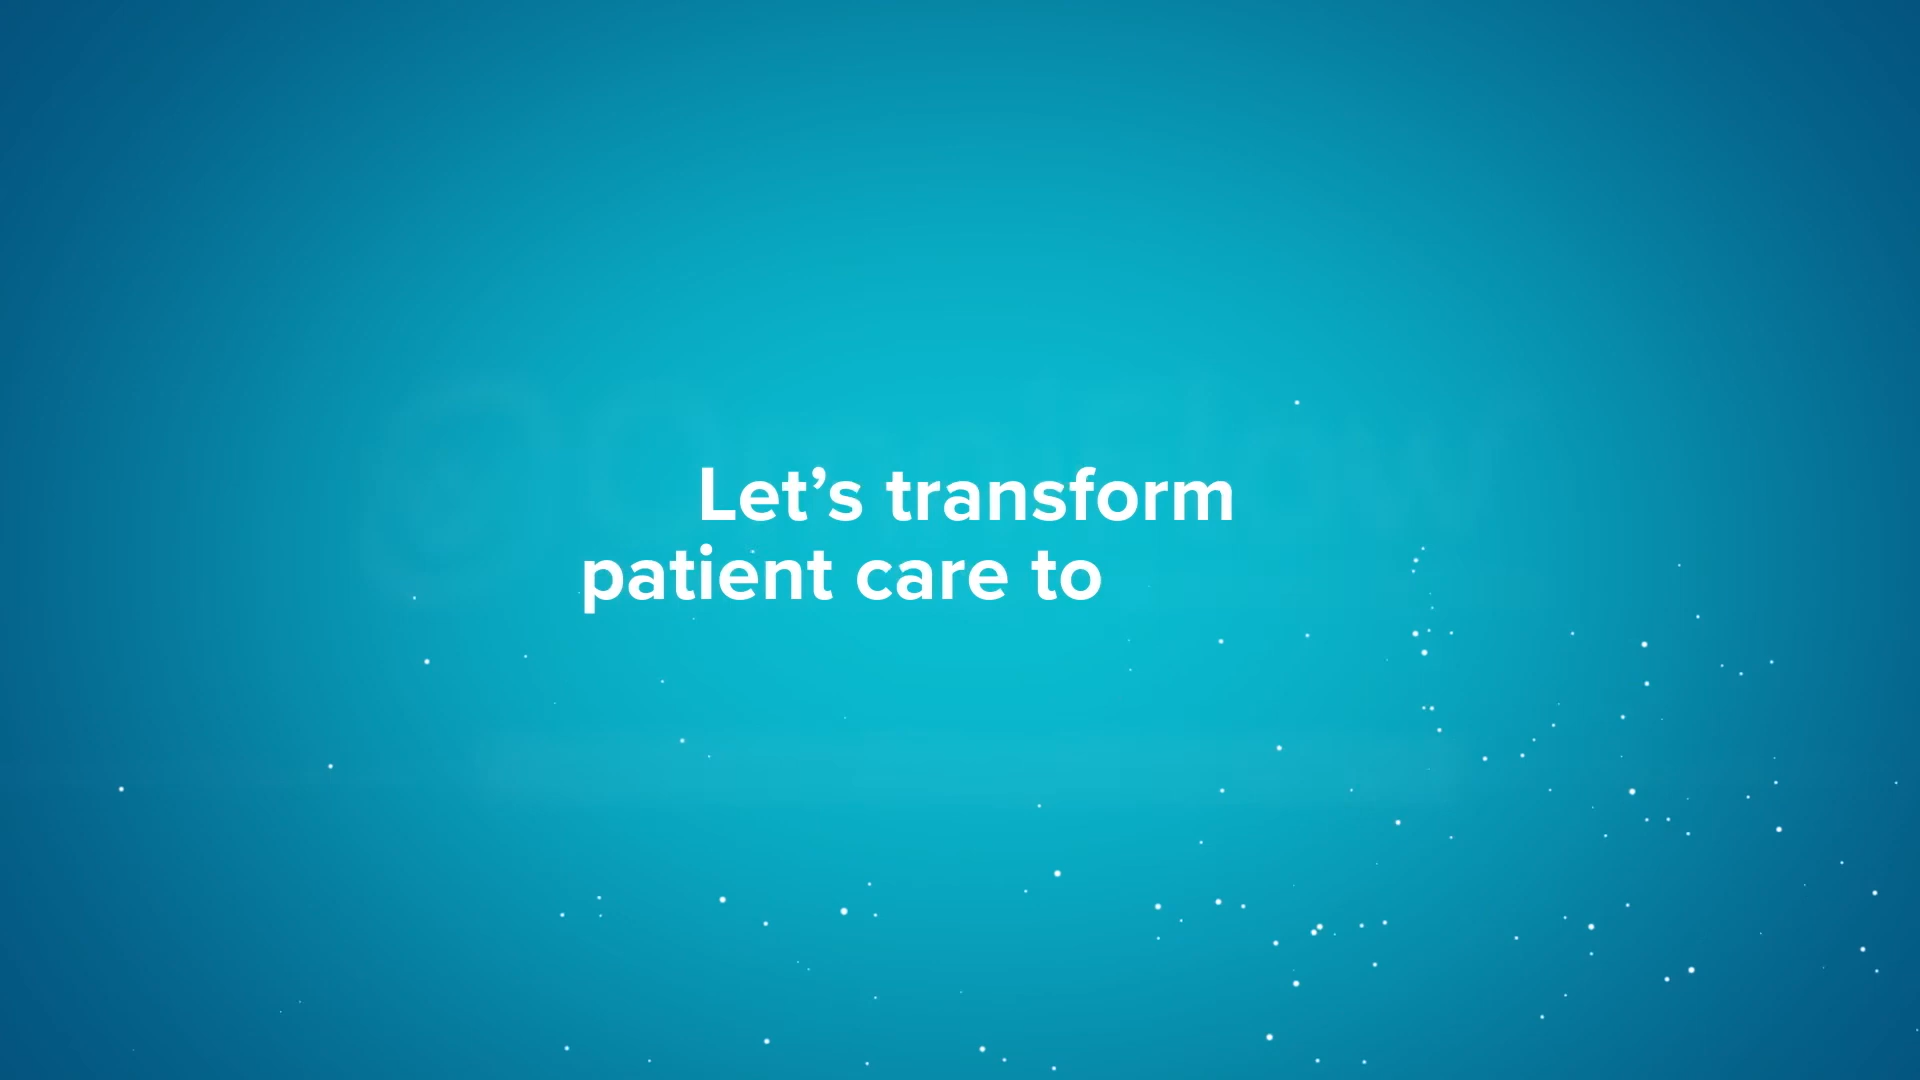 Let’s transform
patient care to